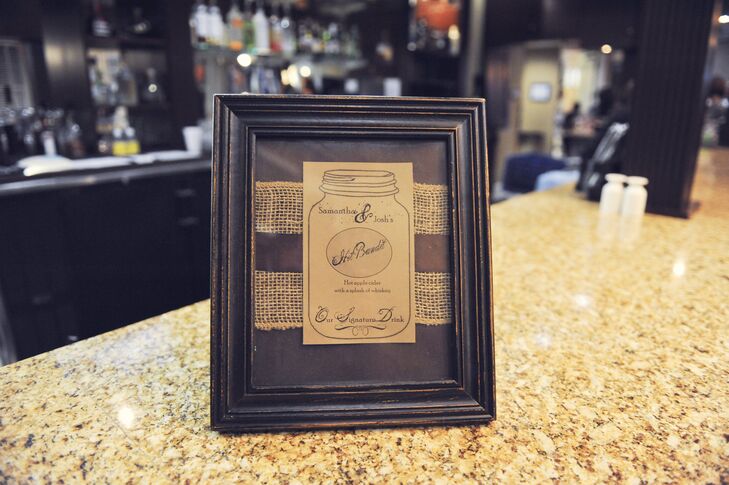 Samantha & Josh's
Hot Bandit
Hot apple cider
with a splash of whiskey
Our Signature Drink